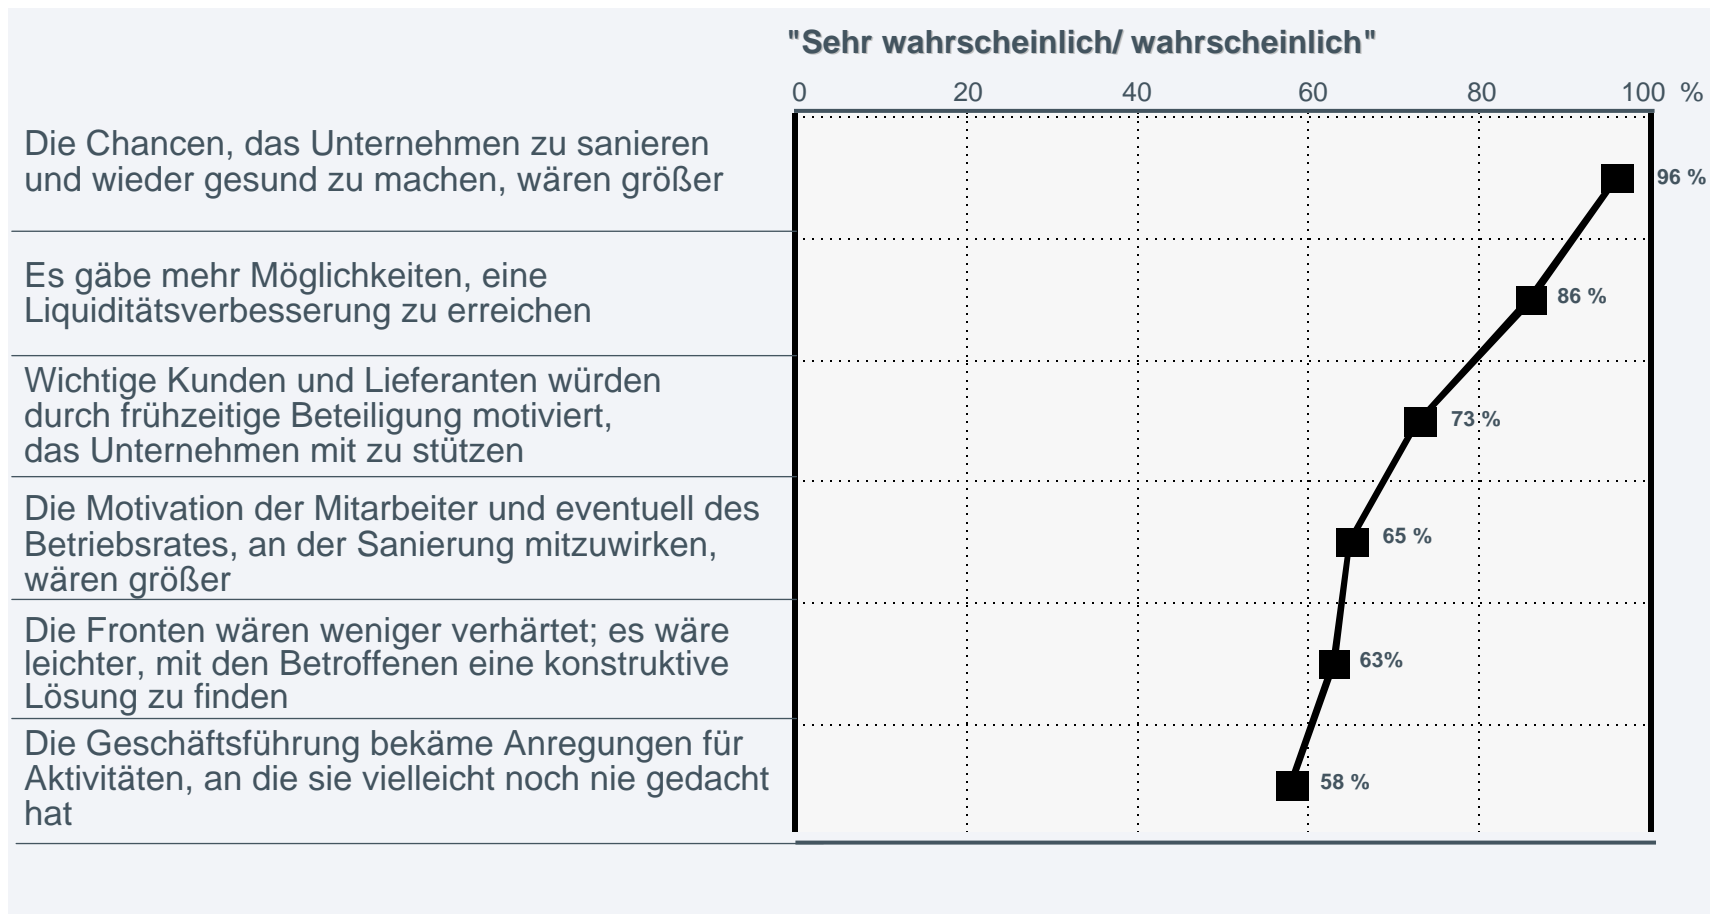 "Sehr wahrscheinlich/ wahrscheinlich"
0 20 40 60 80 100 %
Die Chancen, das Unternehmen zu sanieren
und wieder gesund zu machen, wären größer
96 %
Es gäbe mehr Möglichkeiten, eine
Liquiditätsverbesserung zu erreichen
86 %
Wichtige Kunden und Lieferanten würden
durch frühzeitige Beteiligung motiviert,
das Unternehmen mit zu stützen
73 %
Die Motivation der Mitarbeiter und eventuell des
Betriebsrates, an der Sanierung mitzuwirken,
wären größer
65 %
Die Fronten wären weniger verhärtet; es wäre
leichter, mit den Betroffenen eine konstruktive
Lösung zu finden
63%
Die Geschäftsführung bekäme Anregungen für
Aktivitäten, an die sie vielleicht noch nie gedacht
hat
58 %